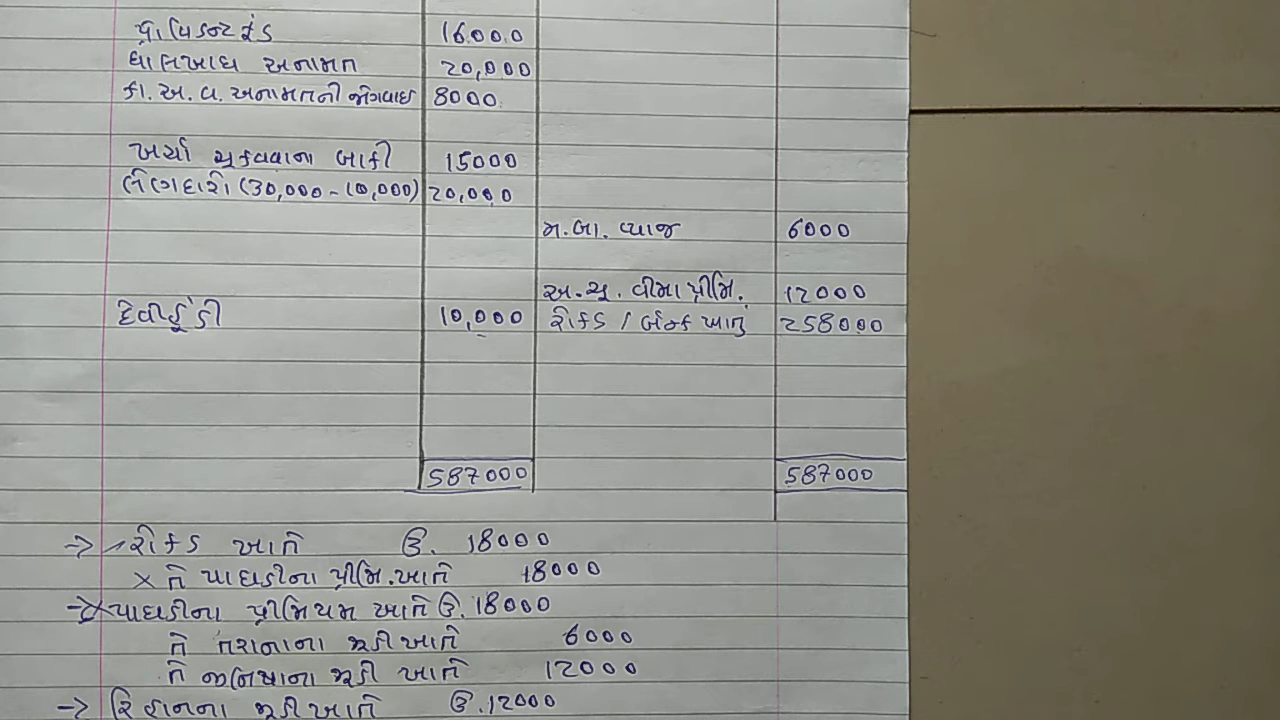 પ્રોવિડન્ટ ફંડ 16000
ઘાલખાધ અનામત 20,000
કા. અ. વ. અનામતની જોગવાઇ 8000
ખર્ચા ચૂકવવાના બાકી 15000
લેણદારો (30,000 - 10,000) 20,000
મ. બા. વ્યાજ 6000
અ. ચૂ. વીમા પ્રીમિ. 12000
દેવીહૂંડી 10,000 રોકડ / બેન્ક ખાતુ 258000
587000 587000
→ રોકડ ખાતે ઉ. 18000
× તે પાઘડીના પ્રીમિ. ખાતે 18000
→ પાઘડીના પ્રીમિયમ ખાતે ઉ. 18000
તે તરાનાના મૂડી ખાતે 6000
તે મૂડી ખાતે 12000
→ મૂડી ખાતે ઉ. 12000